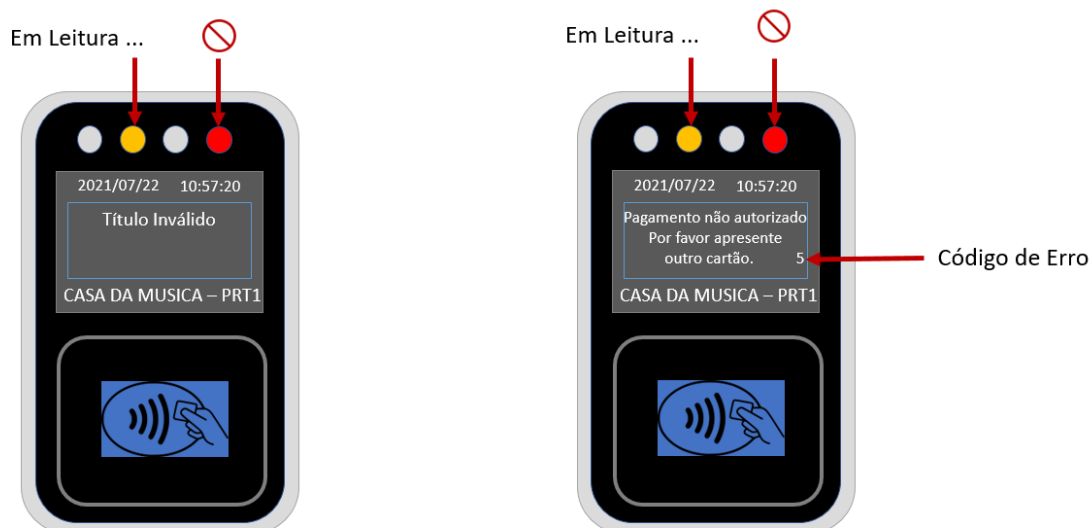 Em Leitura ...
2021/07/22 10:57:20
Título Inválido
CASA DA MUSICA – PRT1
Em Leitura ...
2021/07/22 10:57:20
Pagamento não autorizado
Por favor apresente
outro cartão. 5
Código de Erro
CASA DA MUSICA – PRT1